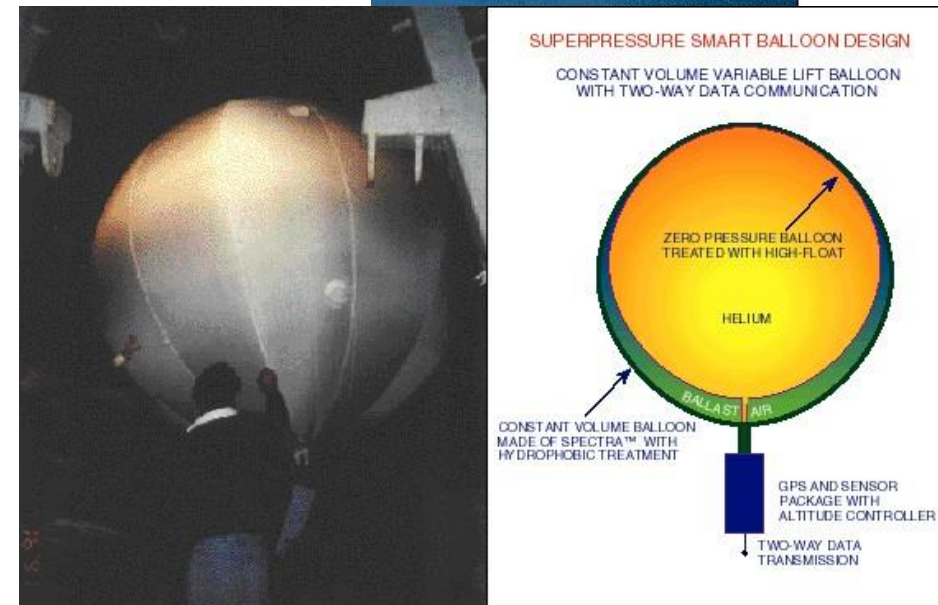 SUPERPRESSURE SMART BALLOON DESIGN
CONSTANT VOLUME VARIABLE LIFT BALLOON
WITH TWO-WAY DATA COMMUNICATION
ZERO PRESSURE BALLOON
TREATED WITH HIGH-FLOAT
HELIUM
BALLAST AIR
CONSTANT VOLUME BALLOON
MADE OF SPECTRA™ WITH
HYDROPHOBIC TREATMENT
GPS AND SENSOR
PACKAGE WITH
ALTITUDE CONTROLLER
TWO-WAY DATA
TRANSMISSION